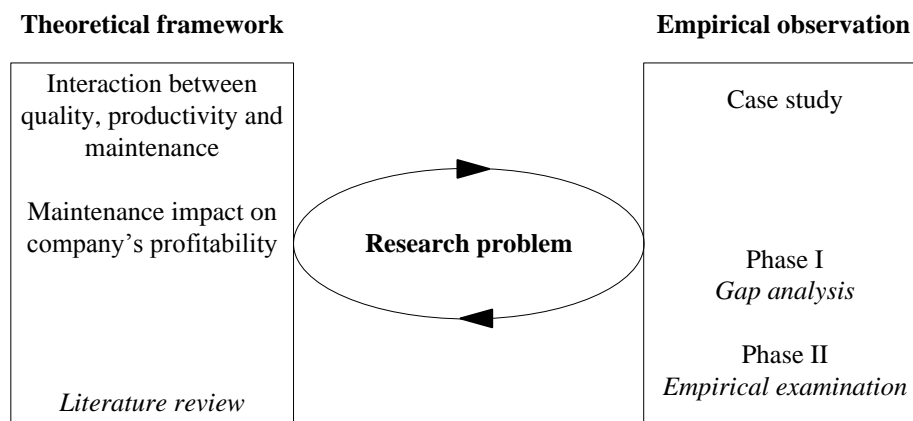 Theoretical framework
Interaction between
quality, productivity and
maintenance
Maintenance impact on
company's profitability
Literature review
Research problem
Empirical observation
Case study
Phase I
Gap analysis
Phase II
Empirical examination